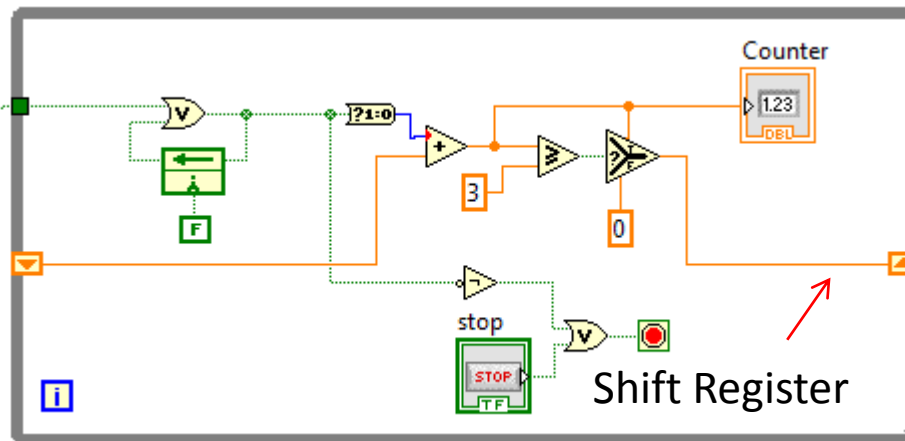 Counter
1.23
DBL
V
?1:0
+
≥
?
T
F
3
F
0
stop
STOP
TF
V
i
Shift Register